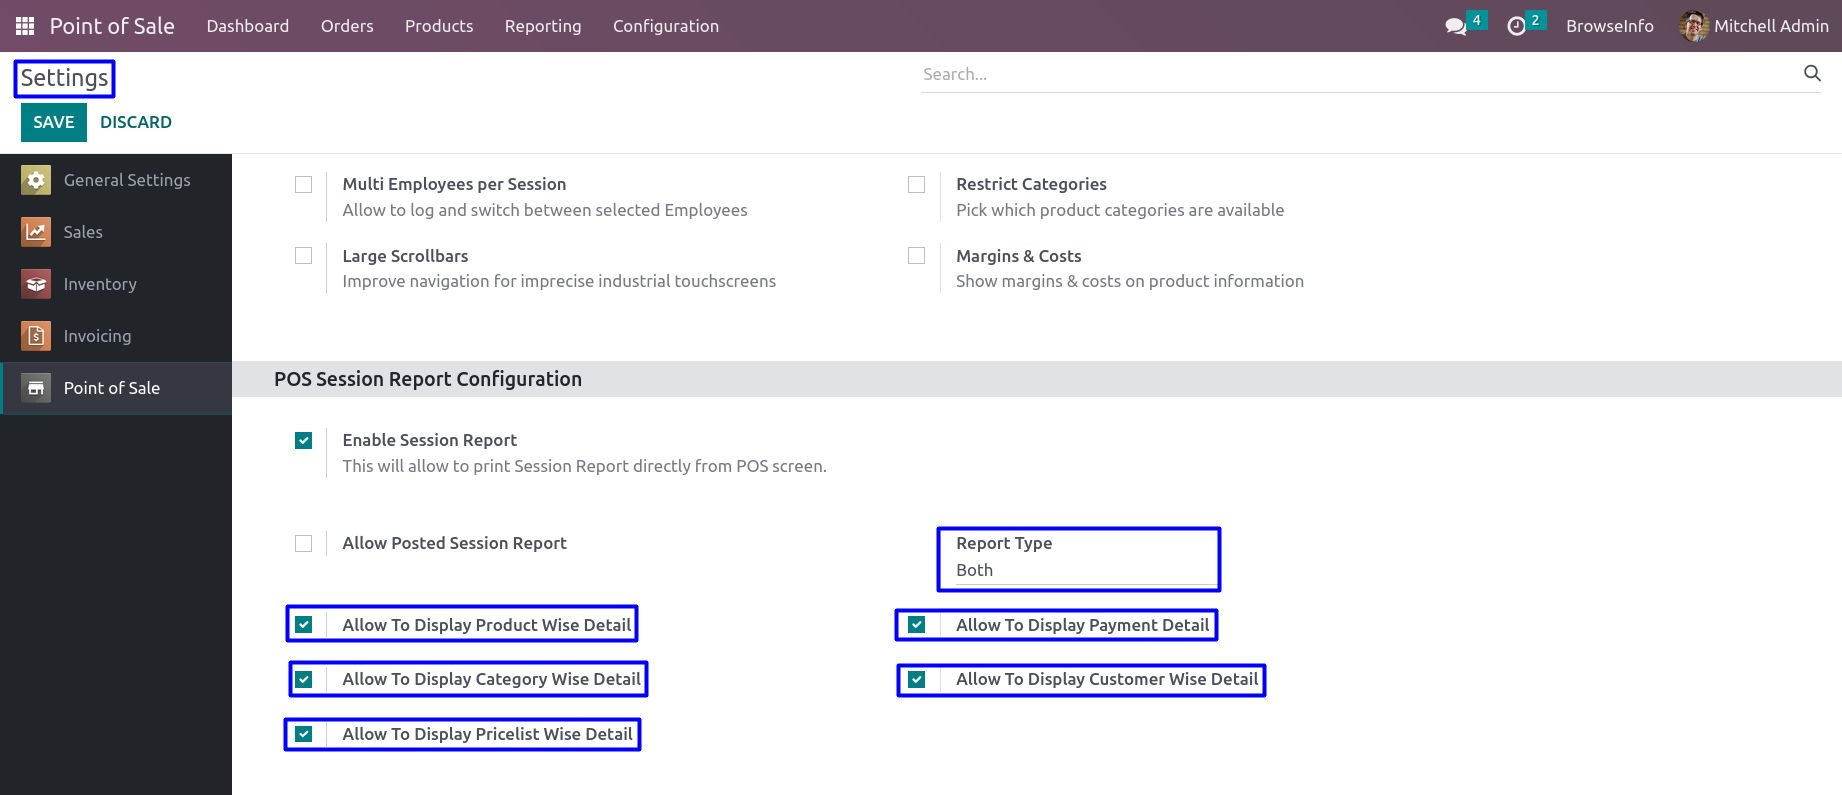 Point of Sale Dashboard Orders Products Reporting Configuration 4 2 BrowseInfo Mitchell Admin
Settings
Search...
SAVE DISCARD
General Settings
Sales
Inventory
Invoicing
Point of Sale
Multi Employees per Session
Allow to log and switch between selected Employees
Restrict Categories
Pick which product categories are available
Large Scrollbars
Improve navigation for imprecise industrial touchscreens
Margins & Costs
Show margins & costs on product information
POS Session Report Configuration
Enable Session Report
This will allow to print Session Report directly from POS screen.
Allow Posted Session Report
Report Type
Both
Allow To Display Product Wise Detail
Allow To Display Payment Detail
Allow To Display Category Wise Detail
Allow To Display Customer Wise Detail
Allow To Display Pricelist Wise Detail